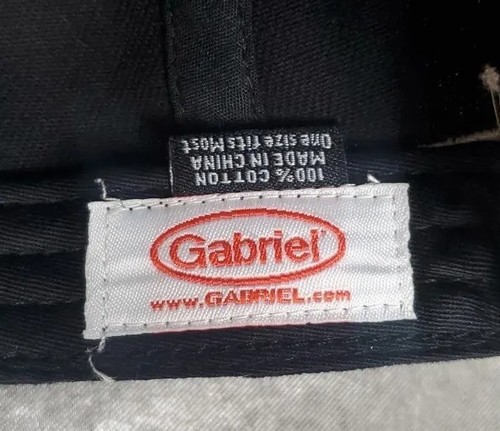 One size fits Most
MADE IN CHINA
100% COTTON
Gabriel
www.GABRIEL.com